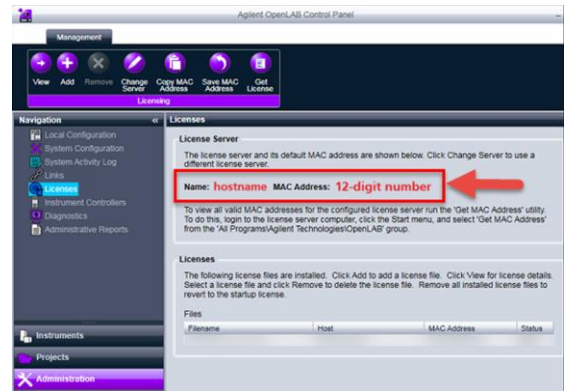 Agilent OpenLAB Control Panel
Management
View Add Remove Change Server Copy MAC Address Save MAC Address Get License
Licensing
Navigation «
Licenses
Local Configuration
System Configuration
System Activity Log
Links
Licenses
Instrument Controllers
Diagnostics
Administrative Reports
Instruments
Projects
Administration
License Server
The license server and its default MAC address are shown below. Click Change Server to use a
different license server.
Name: hostname MAC Address: 12-digit number
To view all valid MAC addresses for the configured license server run the 'Get MAC Address' utility.
To do this, login to the license server computer, click the Start menu, and select 'Get MAC Address'
from the 'All Programs\Agilent Technologies\OpenLAB' group.
Licenses
The following license files are installed. Click Add to add a license file. Click View for license details.
Select a license file and click Remove to delete the license file. Remove all installed license files to
revert to the startup license.
Files
Filename Host MAC Address Status